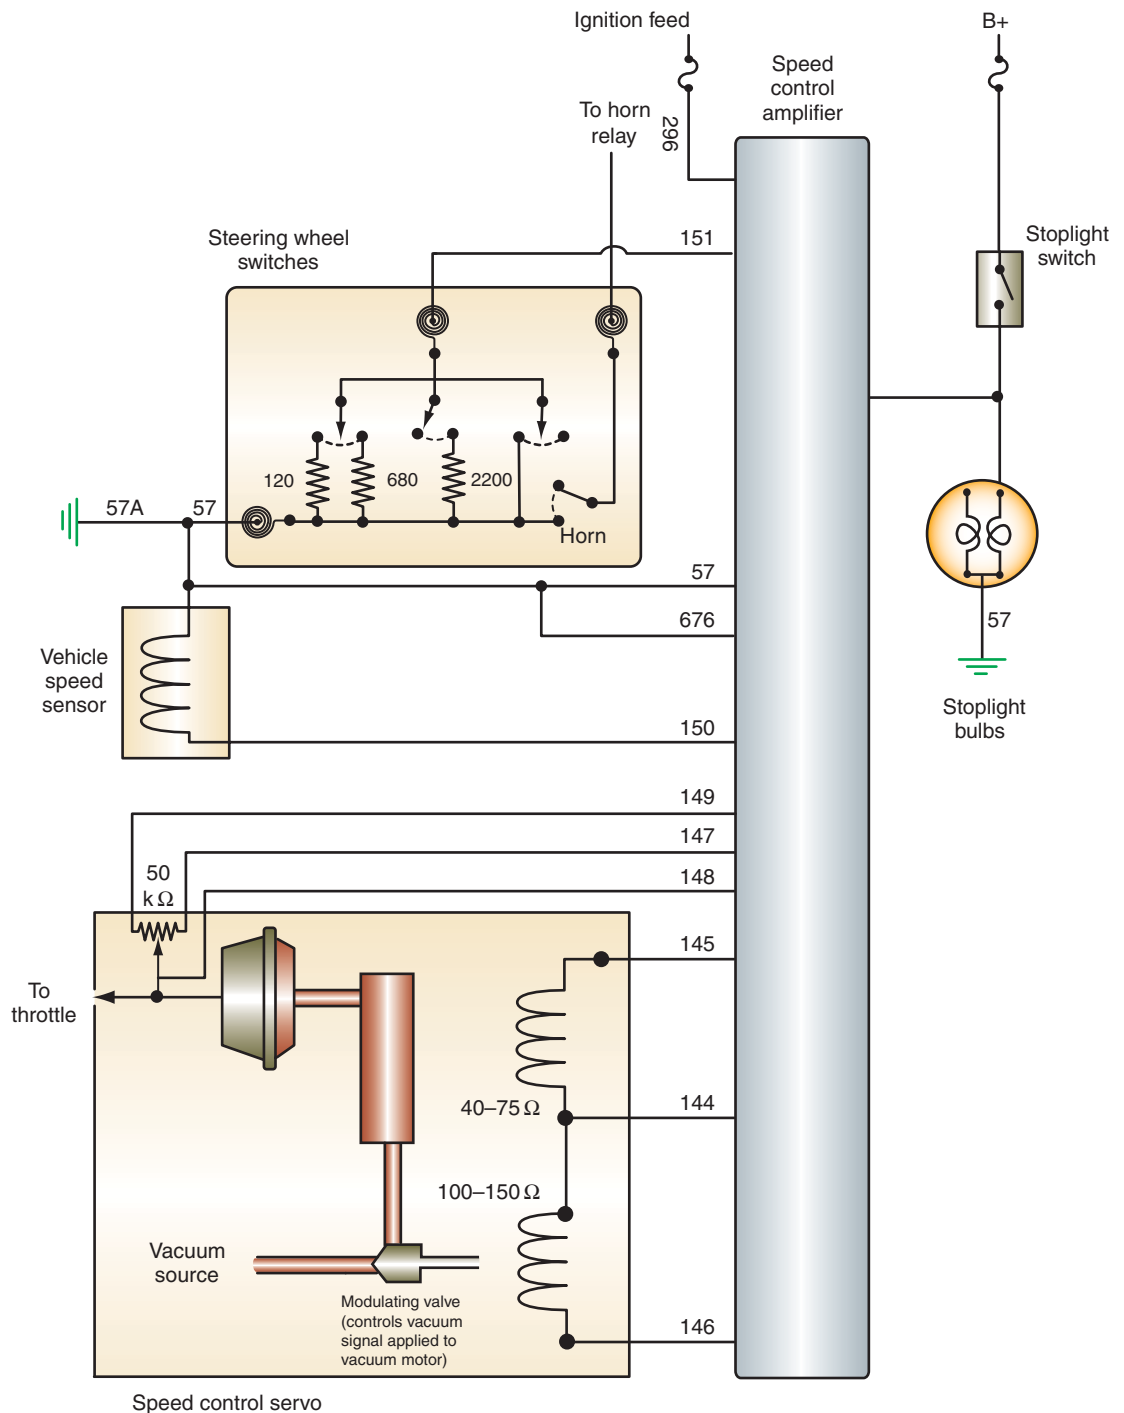 Ignition feed
B+
Speed
control
amplifier
To horn
relay
296
151
Steering wheel
switches
Stoplight
switch
120
680
2200
57A
57
Horn
57
676
57
Vehicle
speed
sensor
150
Stoplight
bulbs
149
147
50
k Ω
148
145
To
throttle
40–75 Ω
144
100–150 Ω
Vacuum
source
Modulating valve
(controls vacuum
signal applied to
vacuum motor)
146
Speed control servo